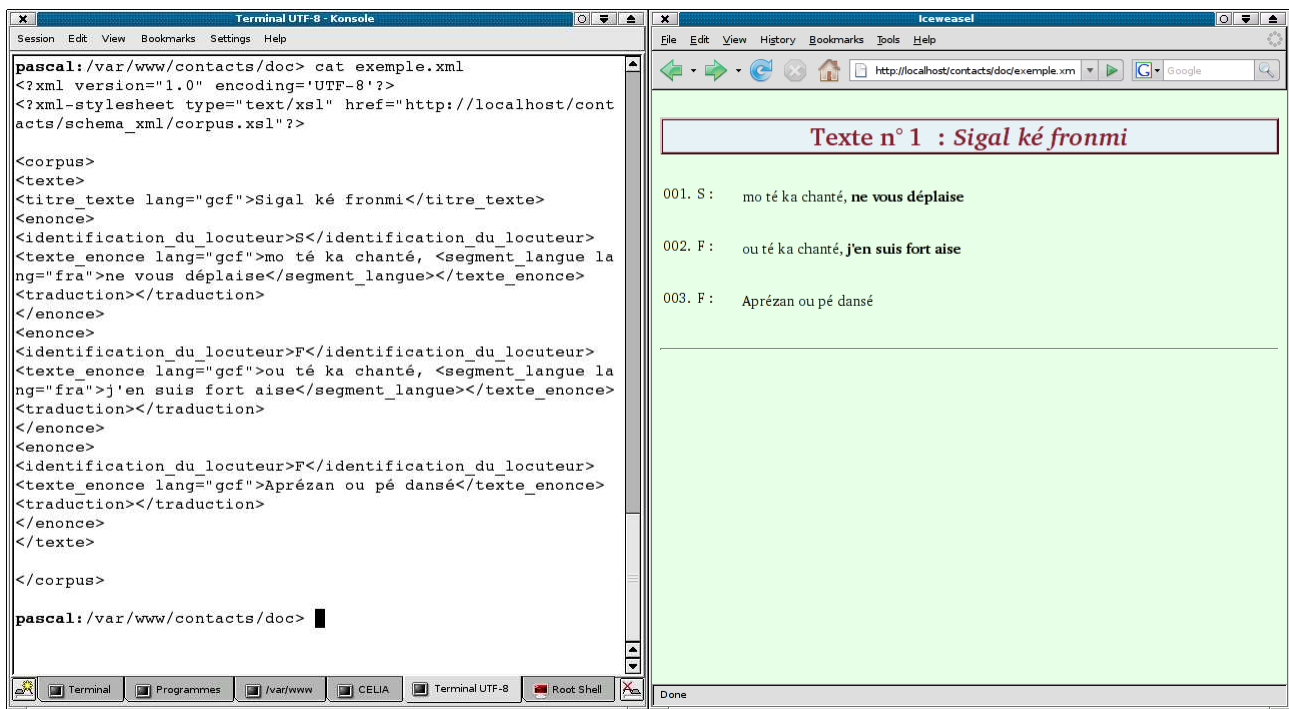 Terminal UTF-8 - Konsole
Session Edit View Bookmarks Settings Help
pascal:/var/www/contacts/doc> cat exemple.xml
<?xml version="1.0" encoding='UTF-8'?>
<?xml-stylesheet type="text/xsl" href="http://localhost/cont
acts/schema_xml/corpus.xsl"?>
<corpus>
<texte>
<titre_texte lang="gcf">Sigal ké fronmi</titre_texte>
<enonce>
<identification_du_locuteur>S</identification_du_locuteur>
<texte_enonce lang="gcf">mo té ka chanté, <segment_langue la
ng="fra">ne vous déplaise</segment_langue></texte_enonce>
<traduction></traduction>
</enonce>
<enonce>
<identification_du_locuteur>F</identification_du_locuteur>
<texte_enonce lang="gcf">ou té ka chanté, <segment_langue la
ng="fra">j'en suis fort aise</segment_langue></texte_enonce>
<traduction></traduction>
</enonce>
<enonce>
<identification_du_locuteur>F</identification_du_locuteur>
<texte_enonce lang="gcf">Aprézan ou pé dansé</texte_enonce>
<traduction></traduction>
</enonce>
</texte>
</corpus>
pascal:/var/www/contacts/doc>
Terminal Programmes /var/www CELIA Terminal UTF-8 Root Shell
Iceweasel
File Edit View History Bookmarks Tools Help
http://localhost/contacts/doc/exemple.xm G Google
Texte n° 1 : Sigal ké fronmi
001. S : mo té ka chanté, ne vous déplaise
002. F : ou té ka chanté, j'en suis fort aise
003. F : Aprézan ou pé dansé
Done